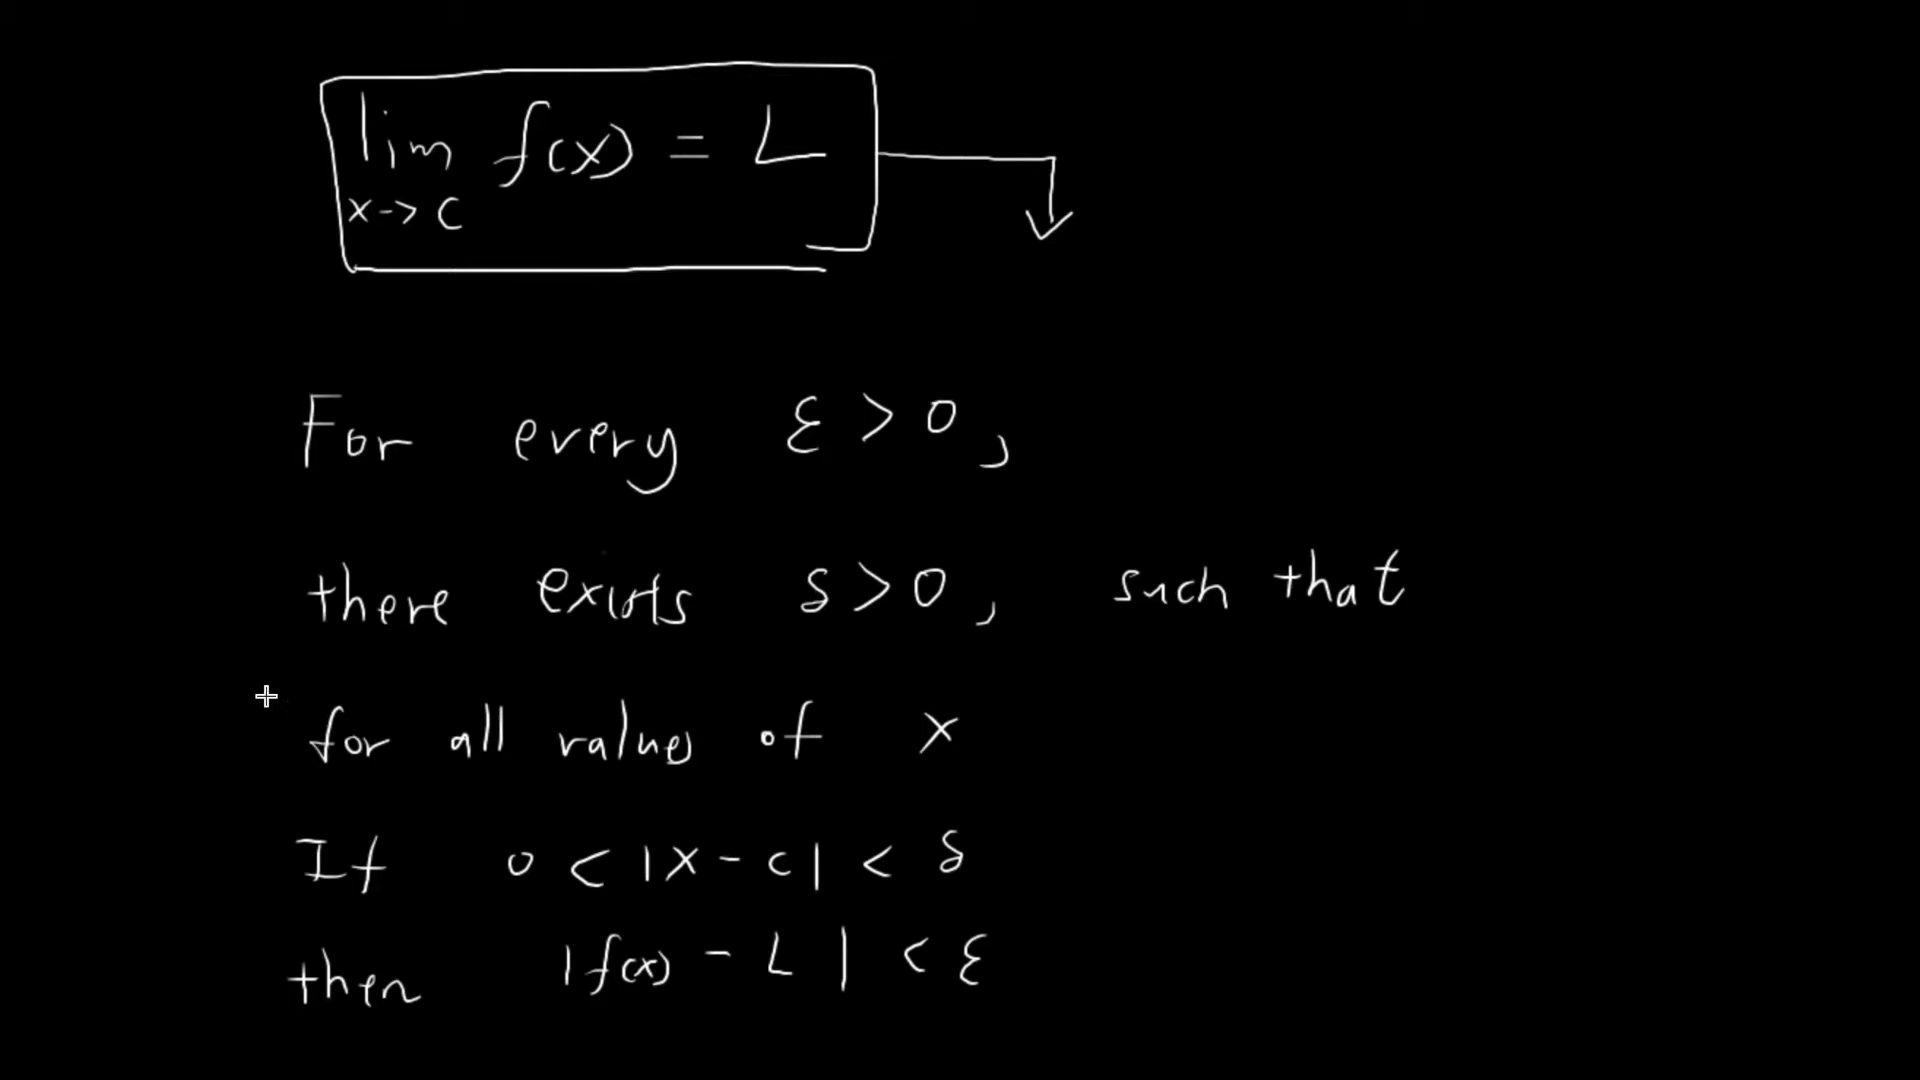 lim f(x) = L
x -> c
For every ε > 0,
there exists δ > 0, such that
for all values of x
If 0 < |x - c| < δ
then |f(x) - L| < ε